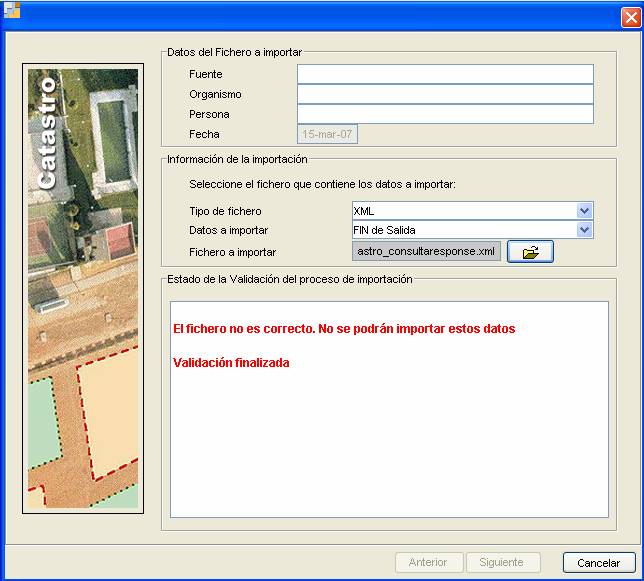 Catastro
Datos del Fichero a importar
Fuente
Organismo
Persona
Fecha 15-mar-07
Información de la importación
Seleccione el fichero que contiene los datos a importar:
Tipo de fichero XML
Datos a importar FIN de Salida
Fichero a importar astro_consultaresponse.xml
Estado de la Validación del proceso de importación
El fichero no es correcto. No se podrán importar estos datos
Validación finalizada
Anterior Siguiente Cancelar